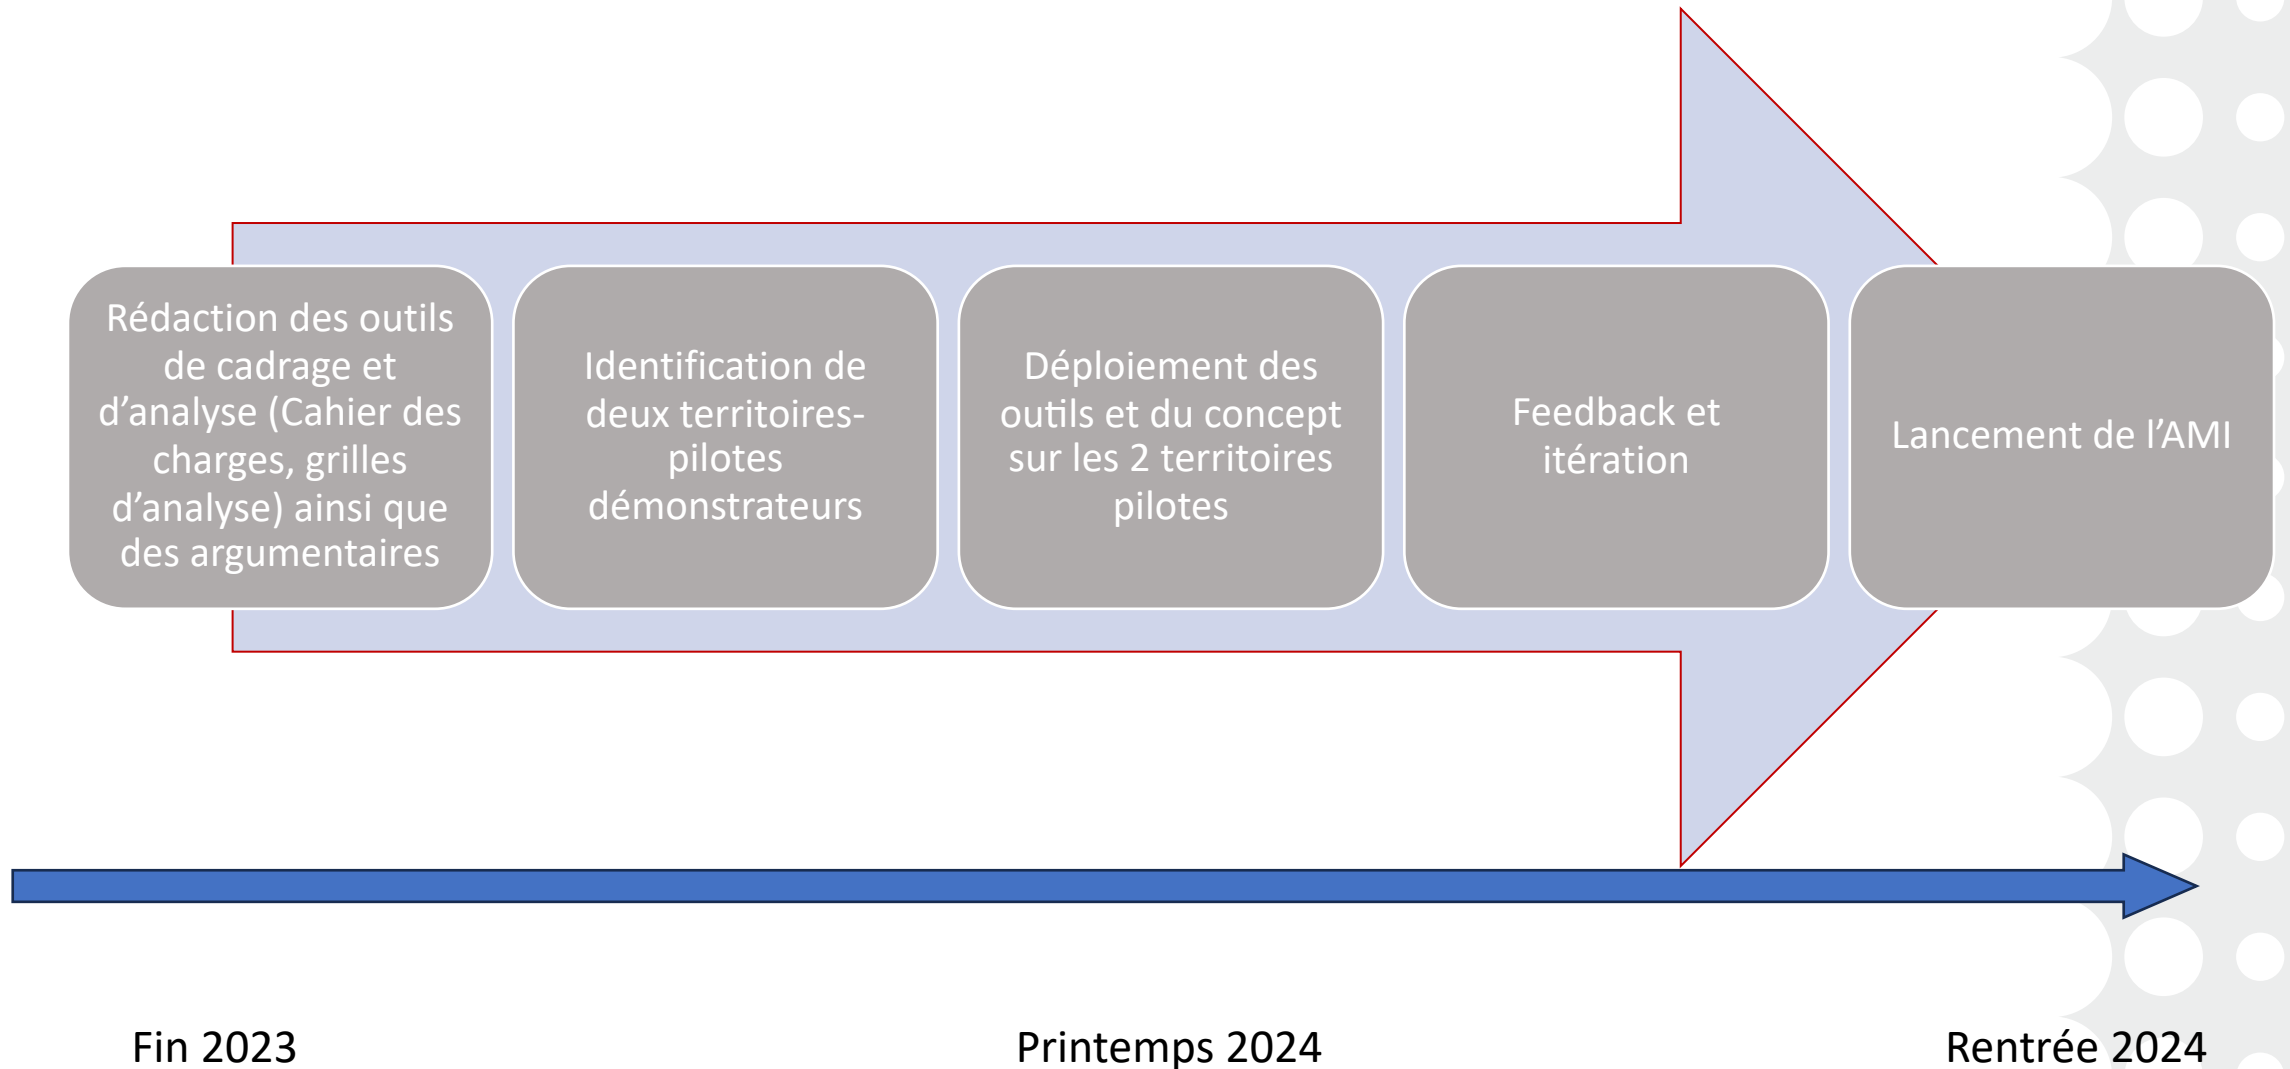 Rédaction des outils
de cadrage et
d’analyse (Cahier des
charges, grilles
d’analyse) ainsi que
des argumentaires
Identification de
deux territoires-
pilotes
démonstrateurs
Déploiement des
outils et du concept
sur les 2 territoires
pilotes
Feedback et
itération
Lancement de l’AMI
Fin 2023
Printemps 2024
Rentrée 2024